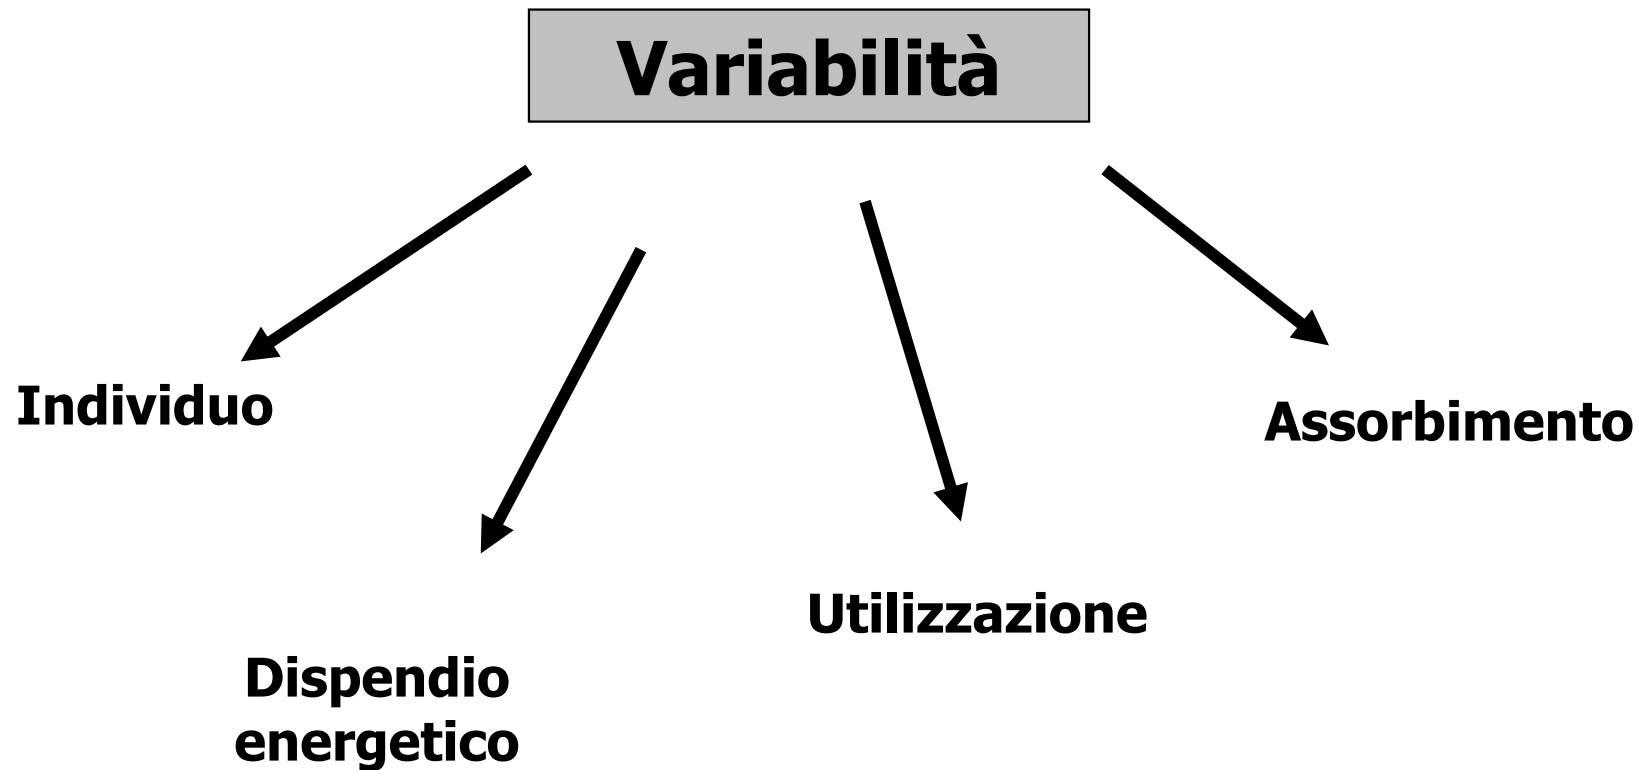 Variabilità
Individuo
Assorbimento
Utilizzazione
Dispendio
energetico